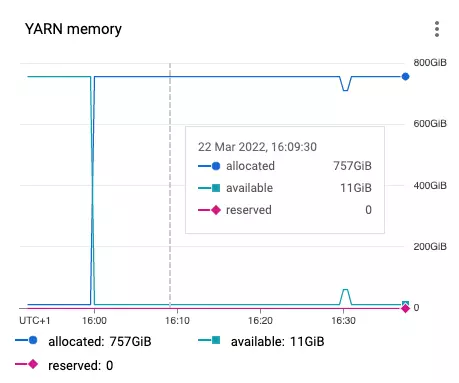 YARN memory
800GiB
22 Mar 2022, 16:09:30
allocated 757GiB
available 11GiB
reserved 0
600GiB
400GiB
200GiB
0
UTC+1 16:00 16:10 16:20 16:30
allocated: 757GiB available: 11GiB
reserved: 0